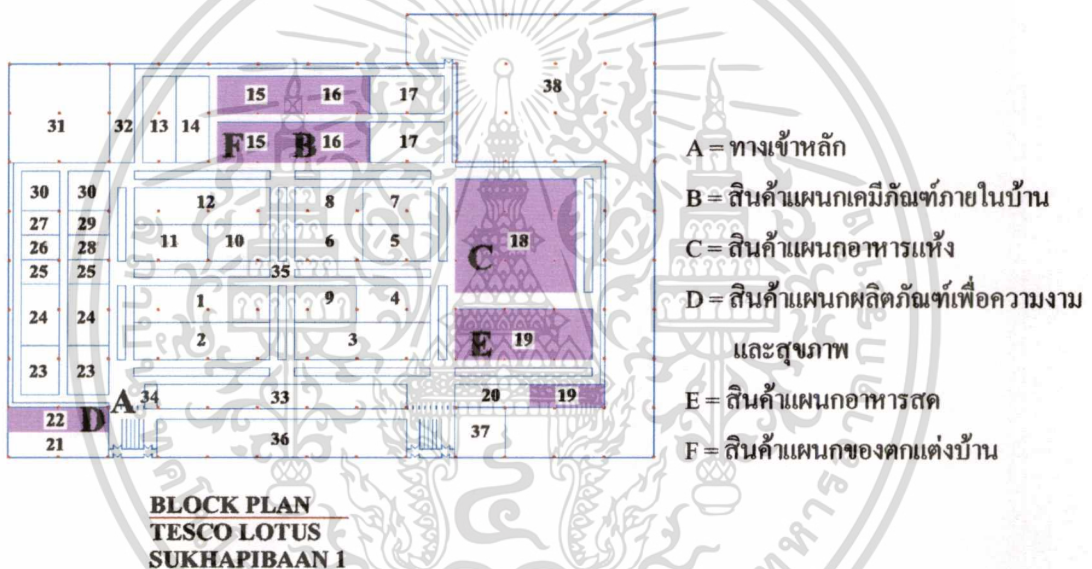 38
15 16 17
31 32 13 14
F 15 B 16 17
A = ทางเข้าหลัก
30 30
12 8 7
B = สินค้าแผนกเคมีภัณฑ์ภายในบ้าน
27 29
26 28
11 10 6 5
C 18
C = สินค้าแผนกอาหารแห้ง
25 25
35
1 9 4
D = สินค้าแผนกผลิตภัณฑ์เพื่อความงาม
และสุขภาพ
24 24
2 3
E 19
23 23
E = สินค้าแผนกอาหารสด
A 34 33 20 19
22 D
21
36 37
F = สินค้าแผนกของตกแต่งบ้าน
BLOCK PLAN
TESCO LOTUS
SUKHAPIBAAN 1